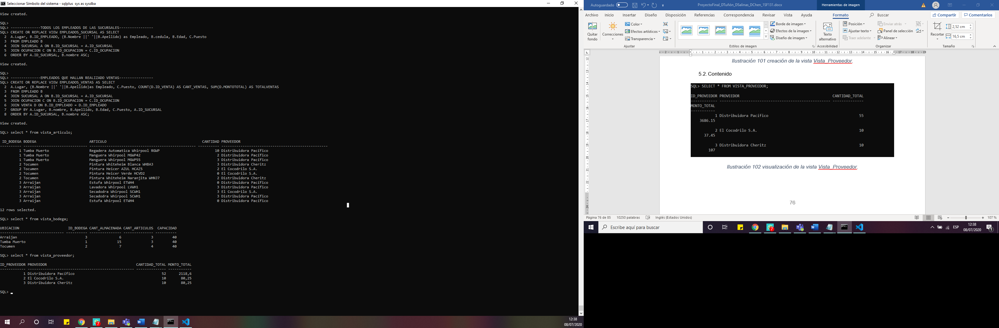 Seleccionar Símbolo del sistema - sqlplus sys as sysdba
View created.
SQL>
SQL> --------------TODOS LOS EMPLEADOS DE LAS SUCURSALES----------------
SQL> CREATE OR REPLACE VIEW EMPLEADOS_SUCURSAL AS SELECT
2 A.Lugar, B.ID_EMPLEADO, (B.Nombre ||' '||B.Apellido) as Empleado, B.cedula, B.Edad, C.Puesto
3 FROM EMPLEADO B
4 JOIN SUCURSAL A ON B.ID_SUCURSAL = A.ID_SUCURSAL
5 JOIN OCUPACION C ON B.ID_OCUPACION = C.ID_OCUPACION
6 ORDER BY A.ID_SUCURSAL, B.nombre ASC;
View created.
SQL>
SQL> --------------EMPLEADOS QUE HALLAN REALIZADO VENTAS----------------
SQL> CREATE OR REPLACE VIEW EMPLEADOS_VENTAS AS SELECT
2 A.Lugar, (B.Nombre ||' '||B.Apellido)as Empleado, C.Puesto, COUNT(D.ID_VENTA) AS CANT_VENTAS, SUM(D.MONTOTOTAL) AS TOTALVENTAS
3 FROM EMPLEADO B
4 JOIN SUCURSAL A ON B.ID_SUCURSAL = A.ID_SUCURSAL
5 JOIN OCUPACION C ON B.ID_OCUPACION = C.ID_OCUPACION
6 JOIN VENTA D ON B.ID_EMPLEADO = D.ID_EMPLEADO
7 GROUP BY A.Lugar, B.nombre, B.Apellido, B.Edad, C.Puesto, A.ID_SUCURSAL
8 ORDER BY A.ID_SUCURSAL, B.nombre ASC;
View created.
SQL> select * from vista_articulo;
ID_BODEGA BODEGA ARTICULO CANTIDAD PROVEEDOR
1 Tumba Muerto Regadera Automatica Whirpool RGWP 10 Distribuidora Pacífico
1 Tumba Muerto Manguera Whirpool MGWP42 2 Distribuidora Pacífico
1 Tumba Muerto Manguera Whirpool MGWP55 3 Distribuidora Pacífico
2 Tocumen Pintura Whiteheim Blanca WHBA3 3 Distribuidora Cheritz
2 Tocumen Pintura Heicer AZUL HCAZ5 2 El Cocodrilo S.A.
2 Tocumen Pintura Heicer Verde HCVD2 0 El Cocodrilo S.A.
2 Tocumen Pintura Whiteheim Naranjita WHNJ7 2 Distribuidora Cheritz
3 Arraijan Estufa Whirpool ETWH4 0 Distribuidora Pacífico
3 Arraijan Lavadora Whirpool LVWH1 3 Distribuidora Pacífico
3 Arraijan Secadodra Whirpool SCWH1 3 El Cocodrilo S.A.
3 Arraijan Secadodra Whirpool SCWH1 3 Distribuidora Pacífico
3 Arraijan Estufa Whirpool ETWH4 0 Distribuidora Pacífico
12 rows selected.
SQL> select * from vista_bodega;
UBICACION ID_BODEGA CANT_ALMACENADA CANT_ARTICULOS CAPACIDAD
Arraijan 3 6 3 40
Tumba Muerto 1 15 3 40
Tocumen 2 7 4 40
SQL> select * from vista_proveedor;
ID_PROVEEDOR PROVEEDOR CANTIDAD_TOTAL MONTO_TOTAL
1 Distribuidora Pacífico 52 2118,6
2 El Cocodrilo S.A. 10 80,25
3 Distribuidora Cheritz 10 80,25
SQL>
7
12:38
08/07/2020
Autoguardado ProyectoFinal_DTuñón_DSalinas_DChen_1SF131.docx Herramientas de imagen
Archivo Inicio Insertar Diseño Disposición Referencias Correspondencia Revisar Vista Ayuda Formato Buscar Compartir Comentarios
Quitar fondo
Correcciones
Color
Efectos artísticos
Transparencia
Ajustar
Estilos de imagen
Borde de imagen
Efectos de la imagen
Diseño de imagen
Texto alternativo
Accesibilidad
Posición
Ajustar texto
Traer adelante
Enviar atrás
Panel de selección
Alinear
Organizar
Recortar
2,52 cm
16,5 cm
Tamaño
Ilustración 101 creación de la vista Vista_Proveedor.
5.2. Contenido
SQL> SELECT * FROM VISTA_PROVEEDOR;
ID_PROVEEDOR PROVEEDOR CANTIDAD_TOTAL
MONTO_TOTAL
1 Distribuidora Pacífico 55
3686.15
2 El Cocodrilo S.A. 10
37.45
3 Distribuidora Cheritz 10
107
Ilustración 102 visualización de la vista Vista_Proveedor.
76
Página 76 de 85 10250 palabras Inglés (Estados Unidos) 107 %
Escribe aquí para buscar
7
ESP
12:38
08/07/2020
1